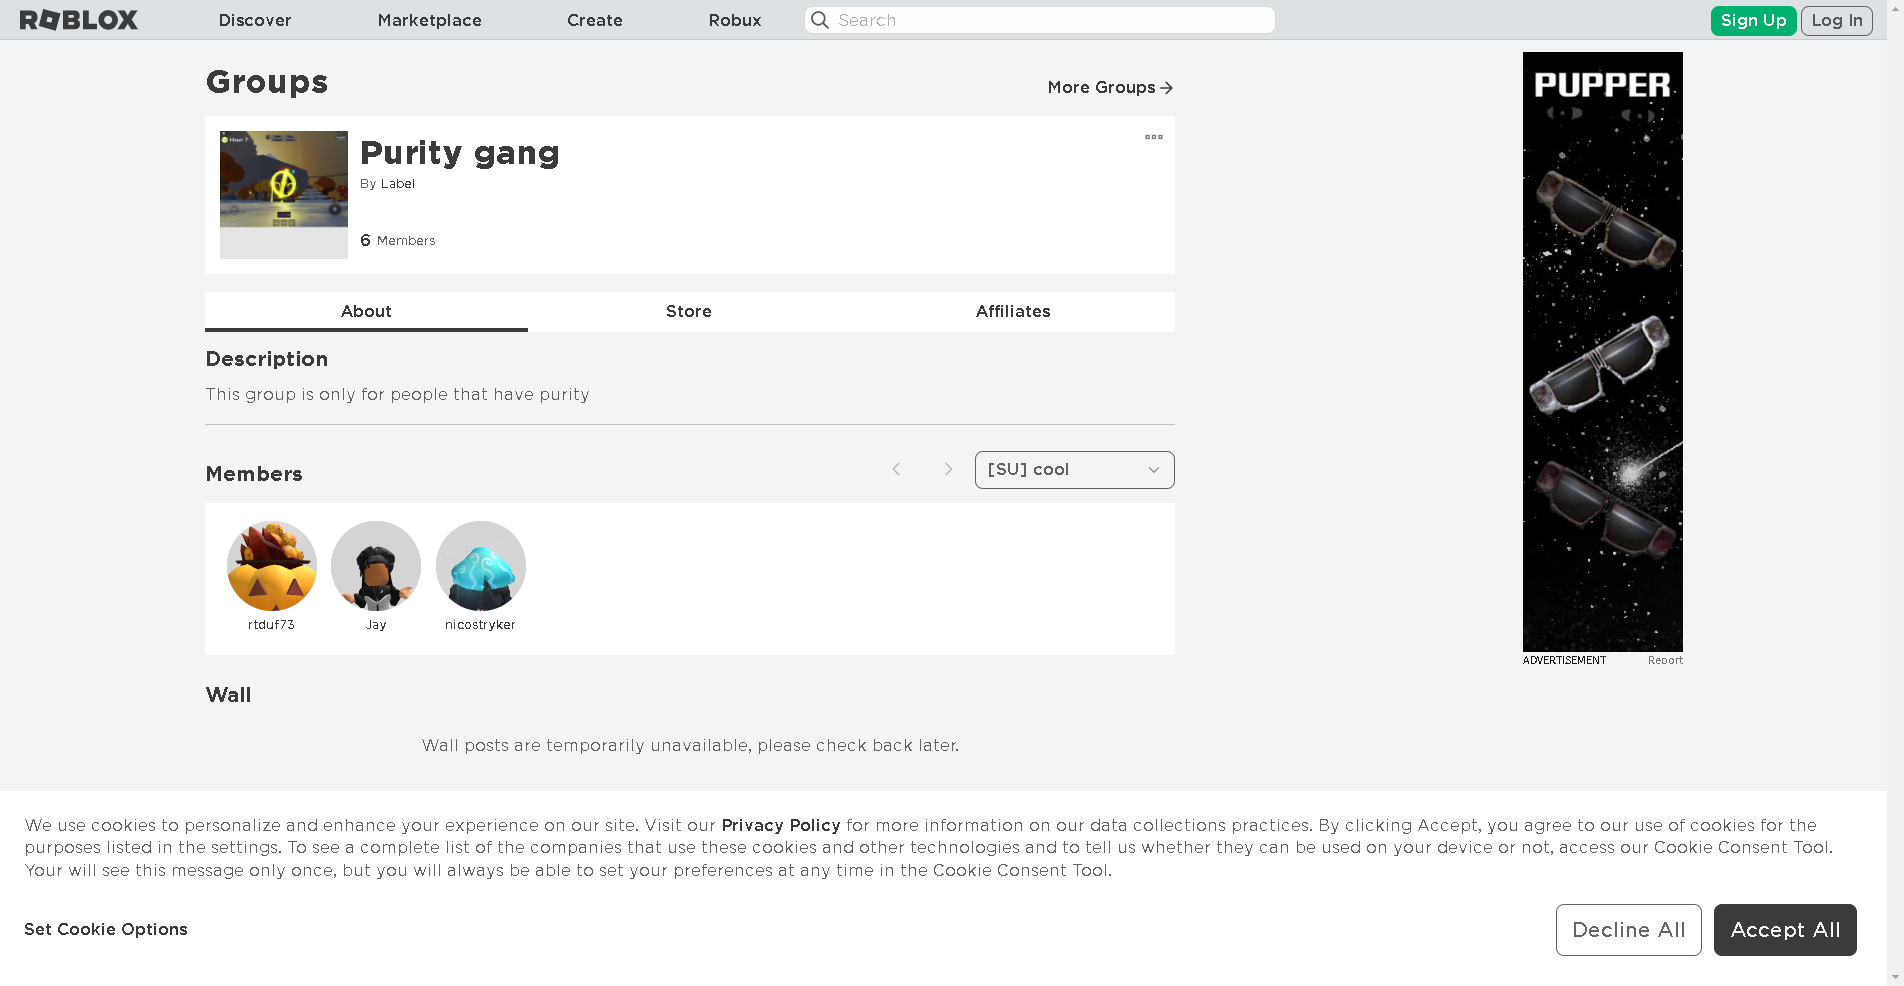 ROBLOX Discover Marketplace Create Robux Search Sign Up Log In
Groups
More Groups
Purity gang
By Label
6 Members
About Store Affiliates
Description
This group is only for people that have purity
Members
[SU] cool
rtduf73 Jay nicostryker
Wall
Wall posts are temporarily unavailable, please check back later.
PUPPER
ADVERTISEMENT Report
We use cookies to personalize and enhance your experience on our site. Visit our Privacy Policy for more information on our data collections practices. By clicking Accept, you agree to our use of cookies for the
purposes listed in the settings. To see a complete list of the companies that use these cookies and other technologies and to tell us whether they can be used on your device or not, access our Cookie Consent Tool.
Your will see this message only once, but you will always be able to set your preferences at any time in the Cookie Consent Tool.
Set Cookie Options
Decline All Accept All